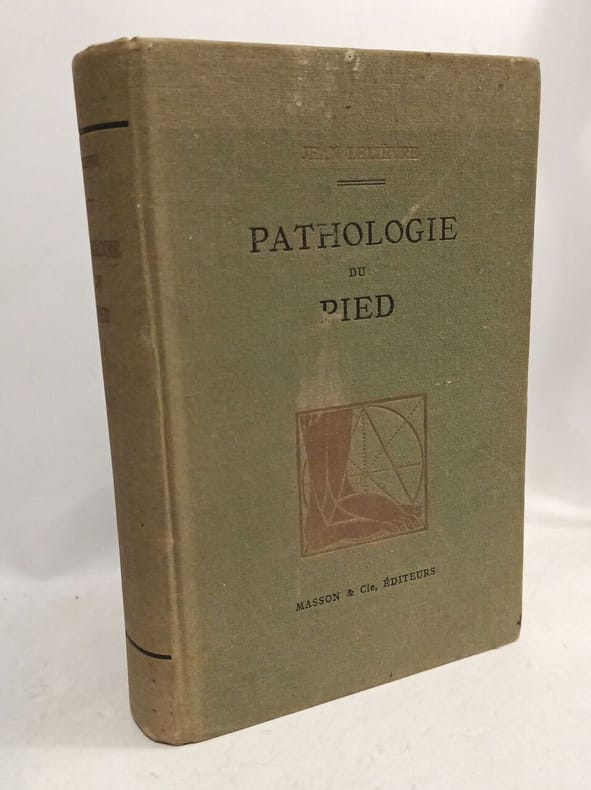 JEAN LELIÈVRE
PATHOLOGIE
DU
PIED
MASSON & Cie, ÉDITEURS